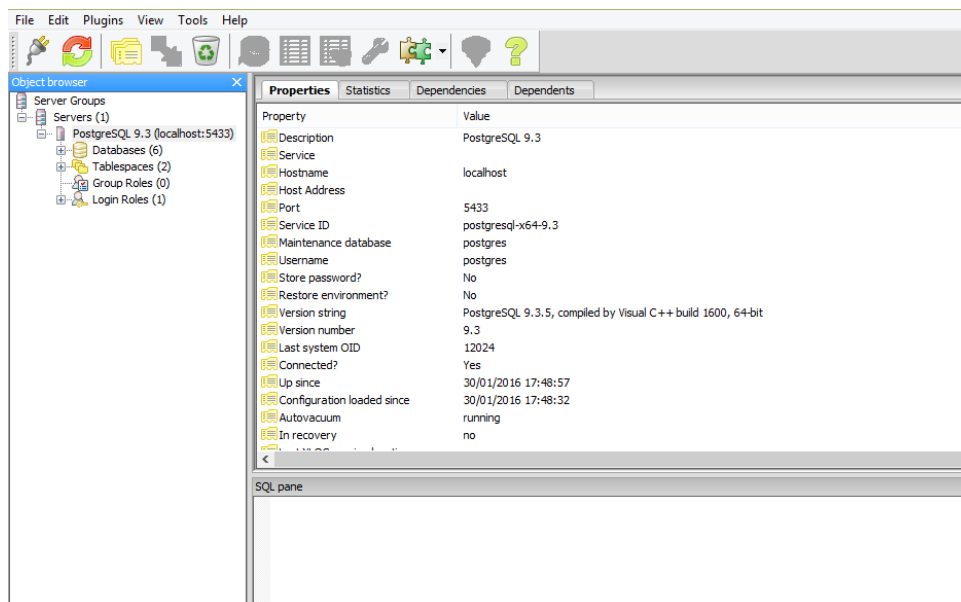 File Edit Plugins View Tools Help
Object browser
Server Groups
Servers (1)
PostgreSQL 9.3 (localhost:5433)
Databases (6)
Tablespaces (2)
Group Roles (0)
Login Roles (1)
Properties Statistics Dependencies Dependents
Property Value
Description PostgreSQL 9.3
Service
Hostname localhost
Host Address
Port 5433
Service ID postgresql-x64-9.3
Maintenance database postgres
Username postgres
Store password? No
Restore environment? No
Version string PostgreSQL 9.3.5, compiled by Visual C++ build 1600, 64-bit
Version number 9.3
Last system OID 12024
Connected? Yes
Up since 30/01/2016 17:48:57
Configuration loaded since 30/01/2016 17:48:32
Autovacuum running
In recovery no
SQL pane